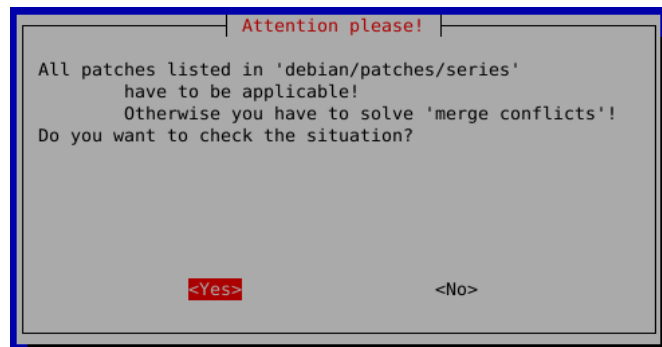 Attention please!
All patches listed in 'debian/patches/series'
have to be applicable!
Otherwise you have to solve 'merge conflicts'!
Do you want to check the situation?
<Yes> <No>